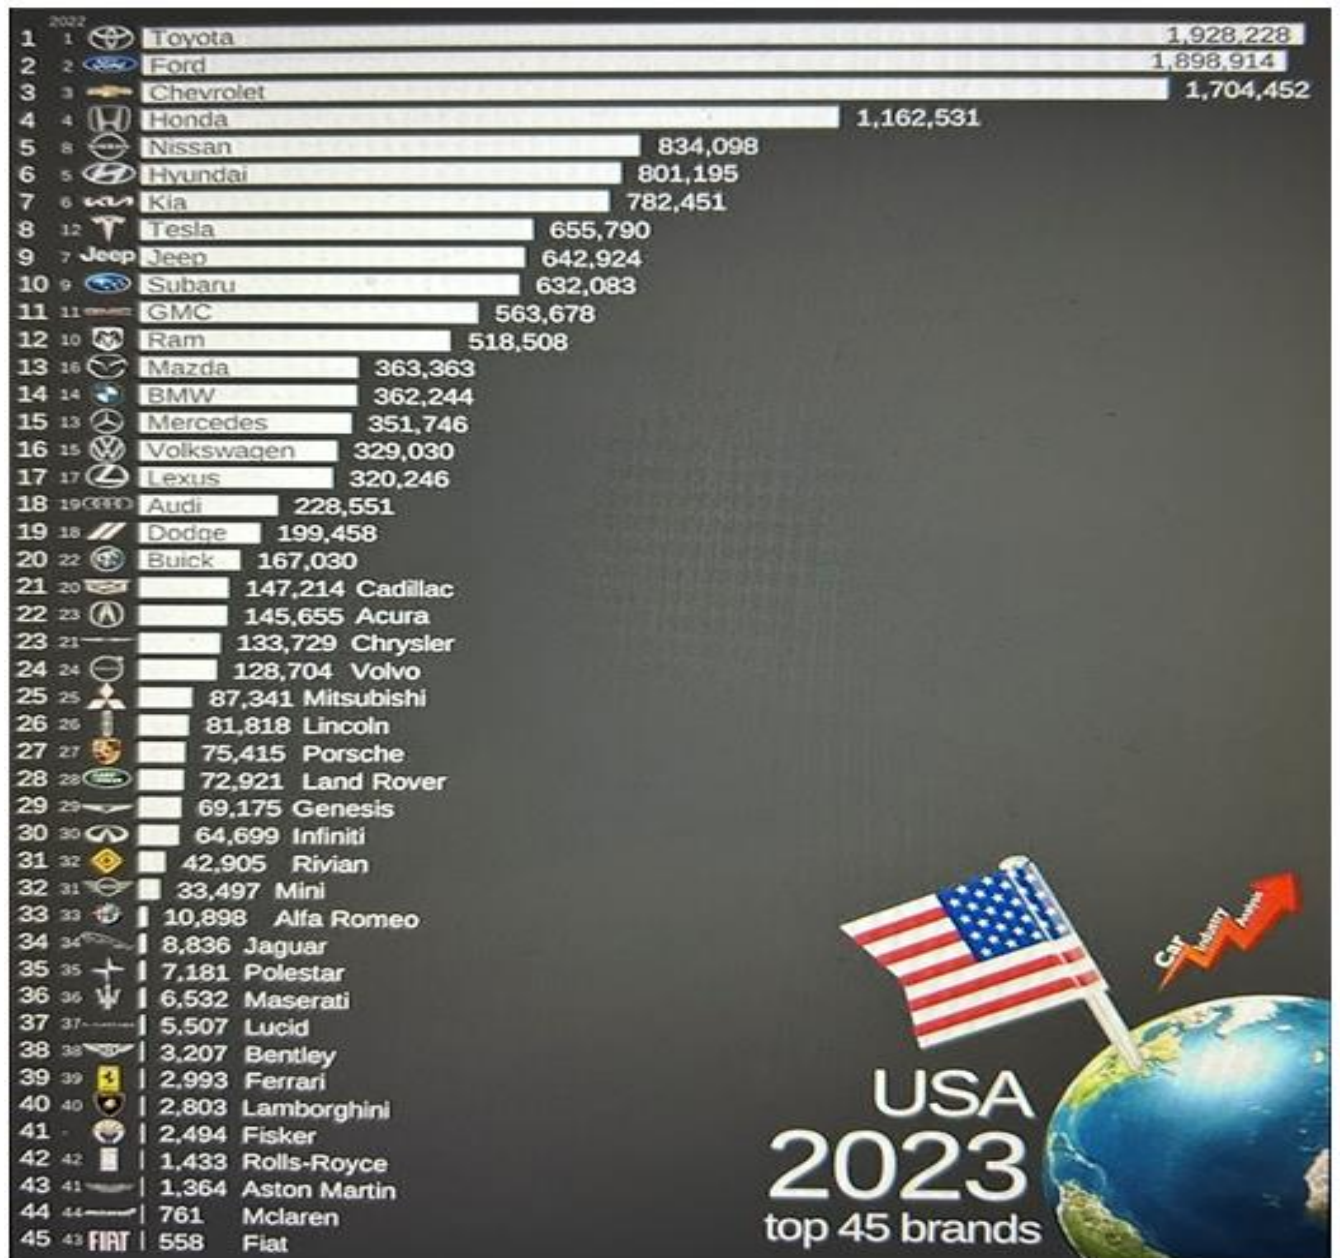 2022
1 1 Toyota 1,928,228
2 2 Ford Ford 1,898,914
3 3 Chevrolet 1,704,452
4 4 Honda 1,162,531
5 8 Nissan 834,098
6 5 Hyundai 801,195
7 6 KIA Kia 782,451
8 12 Tesla 655,790
9 7 Jeep Jeep 642,924
10 9 Subaru 632,083
11 11 GMC 563,678
12 10 Ram 518,508
13 16 Mazda 363,363
14 14 BMW 362,244
15 13 Mercedes 351,746
16 15 Volkswagen 329,030
17 17 Lexus 320,246
18 19 Audi 228,551
19 18 Dodge 199,458
20 22 Buick 167,030
21 20 147,214 Cadillac
22 23 145,655 Acura
23 21 133,729 Chrysler
24 24 128,704 Volvo
25 25 87,341 Mitsubishi
26 26 81,818 Lincoln
27 27 75,415 Porsche
28 28 72,921 Land Rover
29 29 69,175 Genesis
30 30 64,699 Infiniti
31 32 42,905 Rivian
32 31 33,497 Mini
33 33 10,898 Alfa Romeo
34 34 8,836 Jaguar
35 35 7,181 Polestar
36 36 6,532 Maserati
37 37 5,507 Lucid
38 38 3,207 Bentley
39 39 2,993 Ferrari
40 40 2,803 Lamborghini
41 - 2,494 Fisker
42 42 1,433 Rolls-Royce
43 41 1,364 Aston Martin
44 44 761 Mclaren
45 43 FIAT 558 Fiat
Car Industry Analyst
USA
2023
top 45 brands